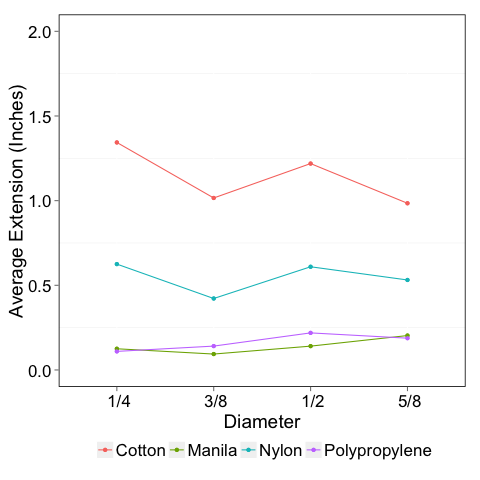 2.0
1.5
1.0
0.5
0.0
Average Extension (Inches)
1/4 3/8 1/2 5/8
Diameter
Cotton Manila Nylon Polypropylene